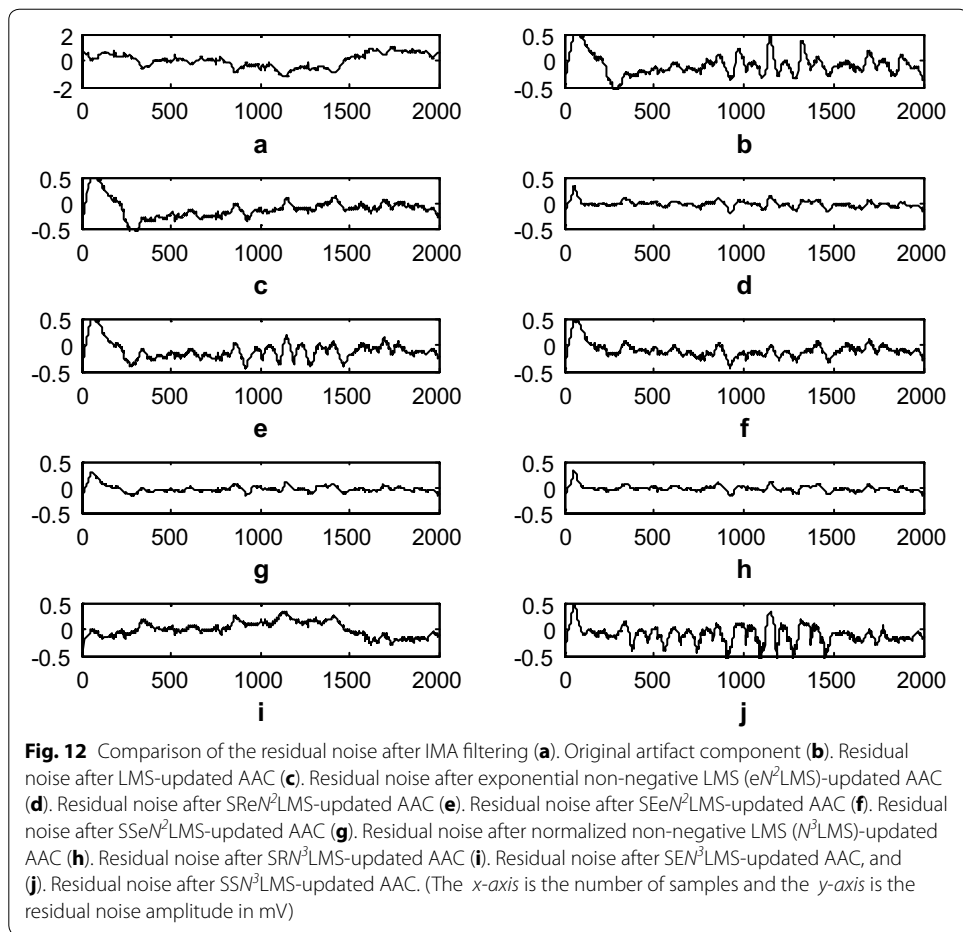 2
0
-2
0 500 1000 1500 2000
a
0.5
0
-0.5
0 500 1000 1500 2000
b
0.5
0
-0.5
0 500 1000 1500 2000
c
0.5
0
-0.5
0 500 1000 1500 2000
d
0.5
0
-0.5
0 500 1000 1500 2000
e
0.5
0
-0.5
0 500 1000 1500 2000
f
0.5
0
-0.5
0 500 1000 1500 2000
g
0.5
0
-0.5
0 500 1000 1500 2000
h
0.5
0
-0.5
0 500 1000 1500 2000
i
0.5
0
-0.5
0 500 1000 1500 2000
j
Fig. 12 Comparison of the residual noise after IMA filtering (a). Original artifact component (b). Residual
noise after LMS-updated AAC (c). Residual noise after exponential non-negative LMS (eN²LMS)-updated AAC
(d). Residual noise after SReN²LMS-updated AAC (e). Residual noise after SEeN²LMS-updated AAC (f). Residual
noise after SSeN²LMS-updated AAC (g). Residual noise after normalized non-negative LMS (N³LMS)-updated
AAC (h). Residual noise after SRN³LMS-updated AAC (i). Residual noise after SEN³LMS-updated AAC, and
(j). Residual noise after SSN³LMS-updated AAC. (The x-axis is the number of samples and the y-axis is the
residual noise amplitude in mV)